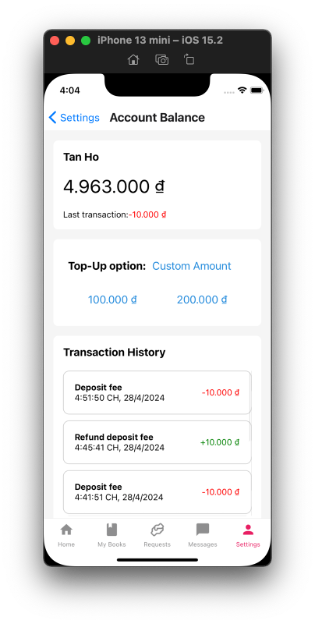 iPhone 13 mini – iOS 15.2
4:04
Settings Account Balance
Tan Ho
4.963.000 ₫
Last transaction:-10.000 ₫
Top-Up option: Custom Amount
100.000 ₫ 200.000 ₫
Transaction History
Deposit fee
4:51:50 CH, 28/4/2024
-10.000 ₫
Refund deposit fee
4:45:41 CH, 28/4/2024
+10.000 ₫
Deposit fee
4:41:51 CH, 28/4/2024
-10.000 ₫
Home My Books Requests Messages Settings